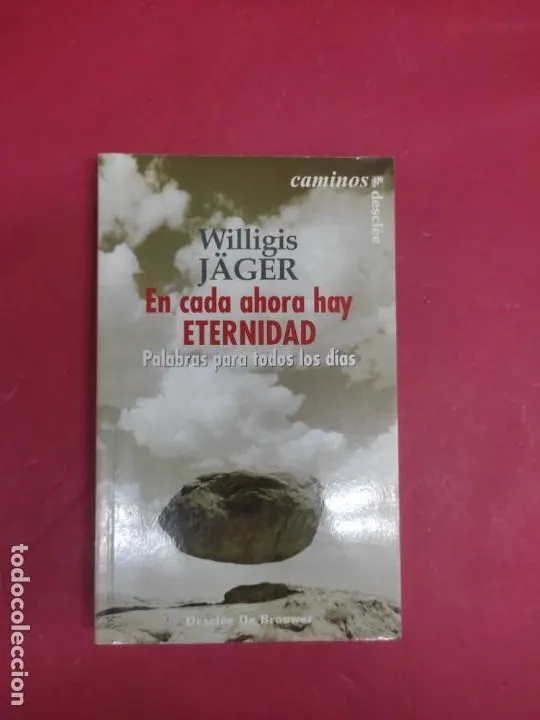 caminos
desclée
Willigis
JÄGER
En cada ahora hay
ETERNIDAD
Palabras para todos los días
Desclée De Brouwer
todocoleccion